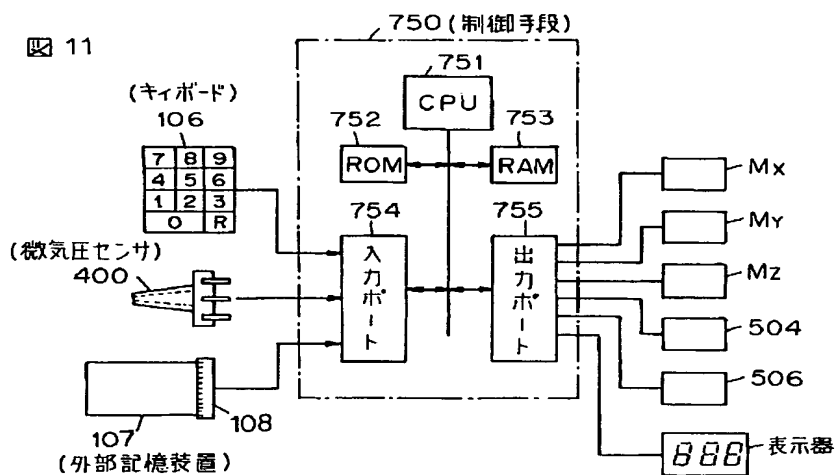 図 11
750 (制御手段)
751
CPU
752
ROM
753
RAM
(キィボード)
106
7 8 9
4 5 6
1 2 3
0 R
(微気圧センサ)
400
754
入力ポート
755
出力ポート
Mx
MY
Mz
504
506
107
108
(外部記憶装置)
888
表示器